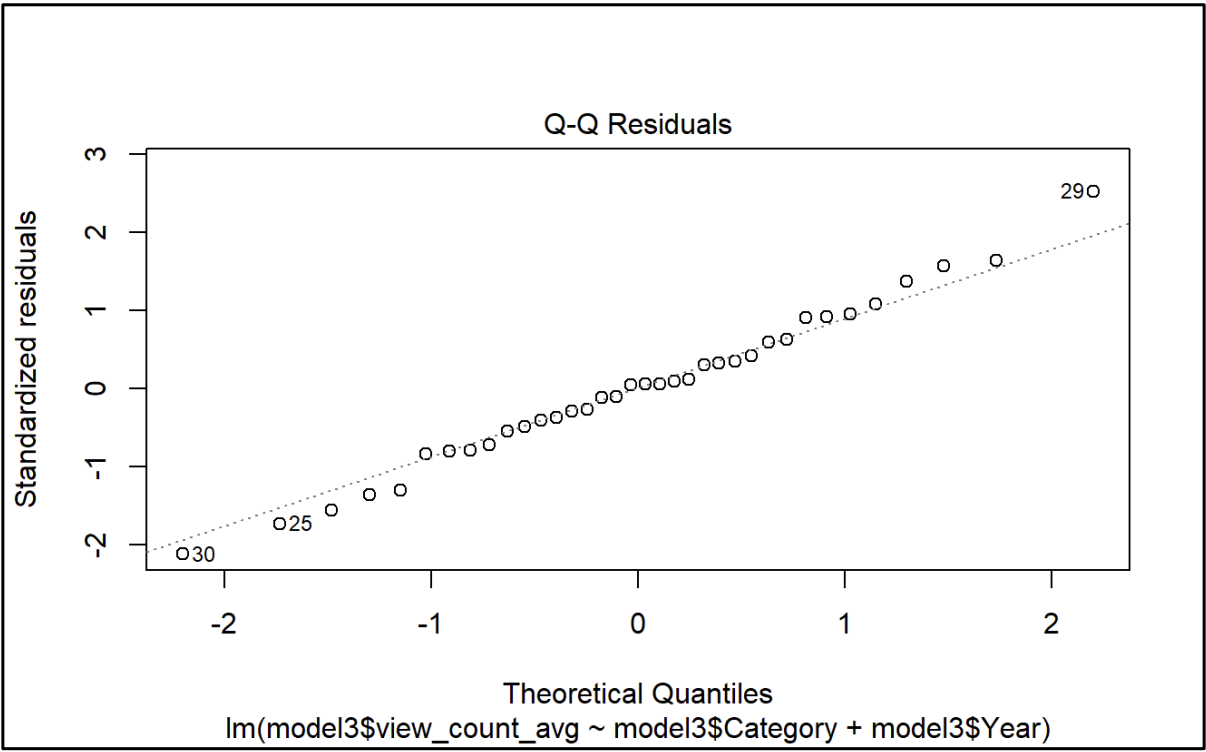 Q-Q Residuals
Standardized residuals
3
2
1
0
-1
-2
29
25
30
-2 -1 0 1 2
Theoretical Quantiles
lm(model3$view_count_avg ~ model3$Category + model3$Year)